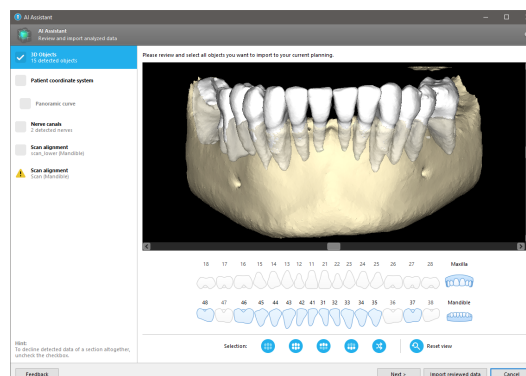 AI Assistant
AI Assistant
Review and import analyzed data
3D Objects
15 detected objects
Patient coordinate system
Panoramic curve
Nerve canals
2 detected nerves
Scan alignment
scan_lower (Mandible)
Scan alignment
Scan (Mandible)
Hint:
To decline detected data of a section altogether,
uncheck the checkbox.
Please review and select all objects you want to import to your current planning.
18 17 16 15 14 13 12 11 21 22 23 24 25 26 27 28 Maxilla
48 47 46 45 44 43 42 41 31 32 33 34 35 36 37 38 Mandible
Selection:
Reset view
Feedback
Next >
Import reviewed data
Cancel